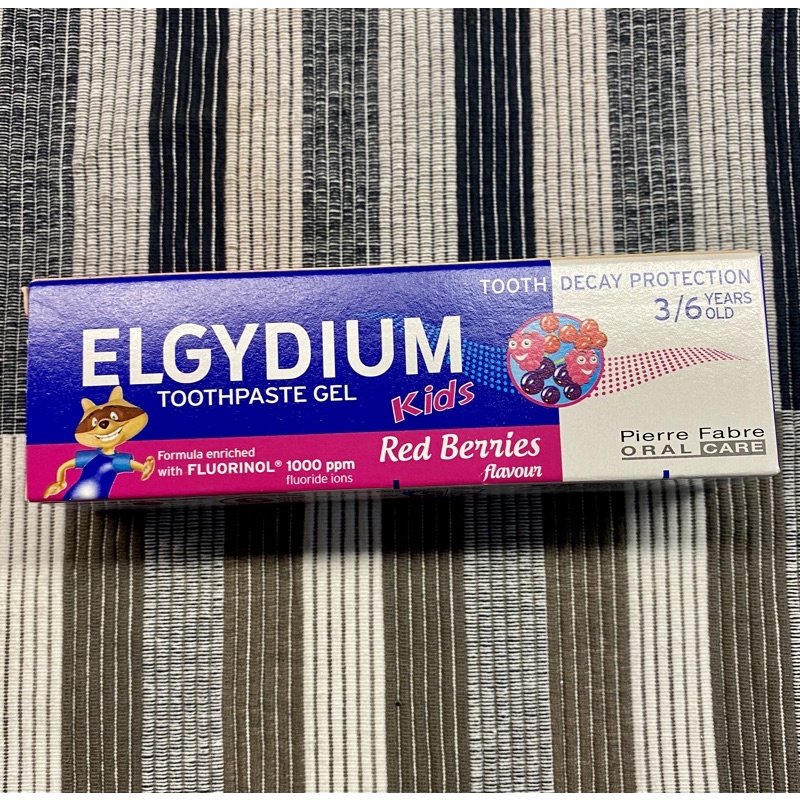 TOOTH DECAY PROTECTION
3/6 YEARS OLD
ELGYDIUM
TOOTHPASTE GEL
Kids
Formula enriched
with FLUORINOL® 1000 ppm
fluoride ions
Red Berries
flavour
Pierre Fabre
ORAL CARE